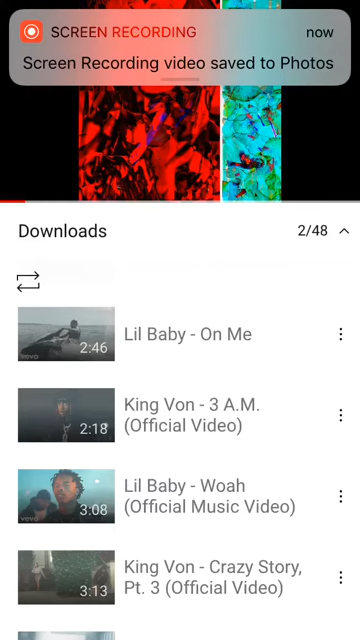 SCREEN RECORDING
now
Screen Recording video saved to Photos
Downloads
2/48
Lil Baby - On Me
2:46
vevo
King Von - 3 A.M.
(Official Video)
2:18
Lil Baby - Woah
(Official Music Video)
3:08
vevo
King Von - Crazy Story,
Pt. 3 (Official Video)
3:13